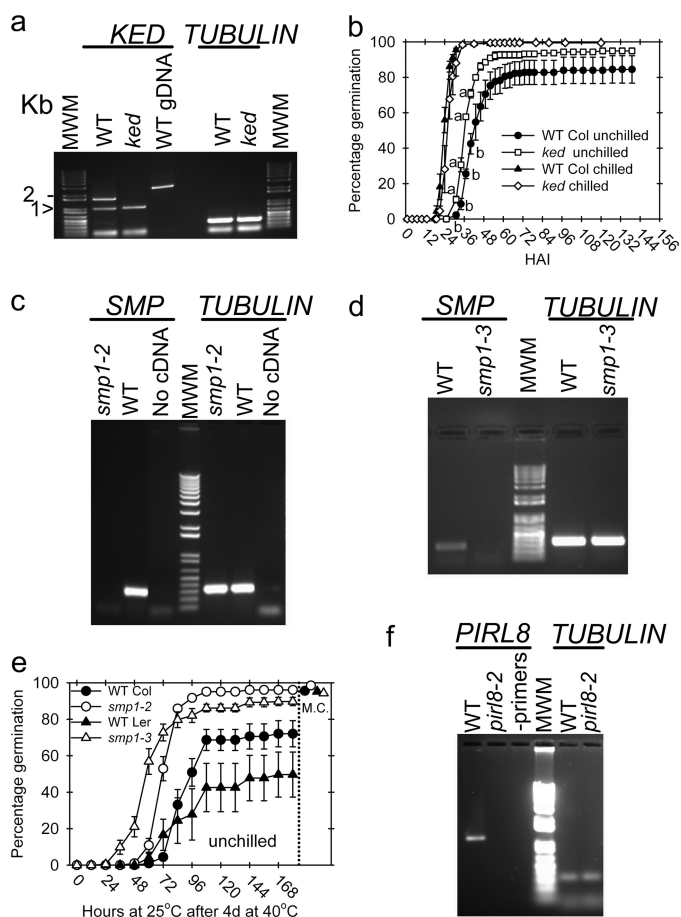 a
KED TUBULIN
Kb
MWM
WT
ked
WT gDNA
WT
ked
MWM
2
1>
b
Percentage germination
100
80
60
40
20
0
a
a
a
b
b
b
WT Col unchilled
ked unchilled
WT Col chilled
ked chilled
0 12 24 36 48 60 72 84 96 108 120 132 144 156
HAI
c
SMP TUBULIN
smp1-2
WT
No cDNA
MWM
smp1-2
WT
No cDNA
d
SMP TUBULIN
WT
smp1-3
MWM
WT
smp1-3
e
Percentage germination
100
80
60
40
20
0
WT Col
smp1-2
WT Ler
smp1-3
M.C.
unchilled
0 24 48 72 96 120 144 168
Hours at 25°C after 4d at 40°C
f
PIRL8 TUBULIN
WT
pirl8-2
-primers
MWM
WT
pirl8-2